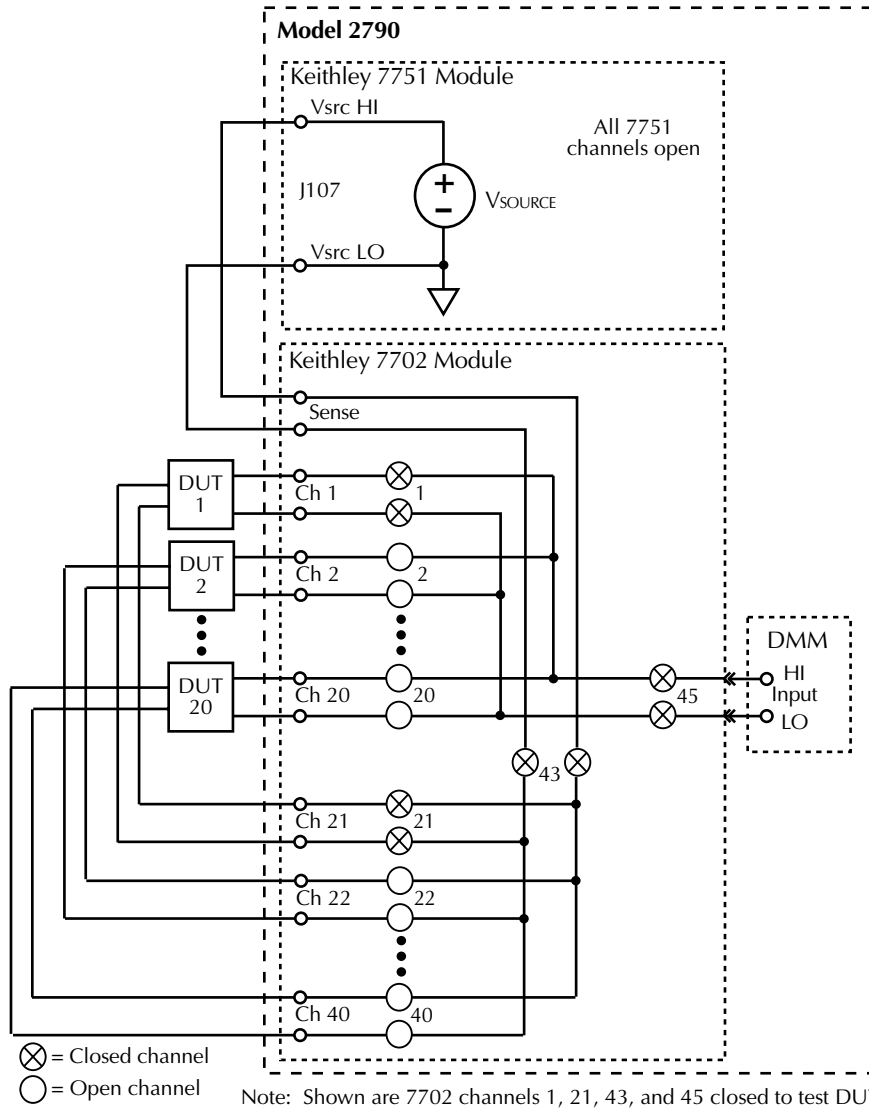 Model 2790
Keithley 7751 Module
Vsrc HI
All 7751
channels open
J107
+
VSOURCE
−
Vsrc LO
Keithley 7702 Module
Sense
DUT
1
Ch 1
1
DUT
2
Ch 2
2
DMM
DUT
20
Ch 20
20
45
HI
Input
LO
43
Ch 21
21
Ch 22
22
Ch 40
40
= Closed channel
= Open channel
Note: Shown are 7702 channels 1, 21, 43, and 45 closed to test DU